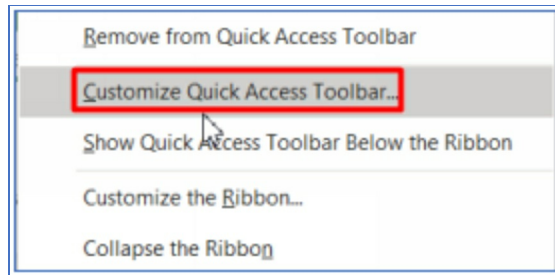 Remove from Quick Access Toolbar
Customize Quick Access Toolbar...
Show Quick Access Toolbar Below the Ribbon
Customize the Ribbon...
Collapse the Ribbon